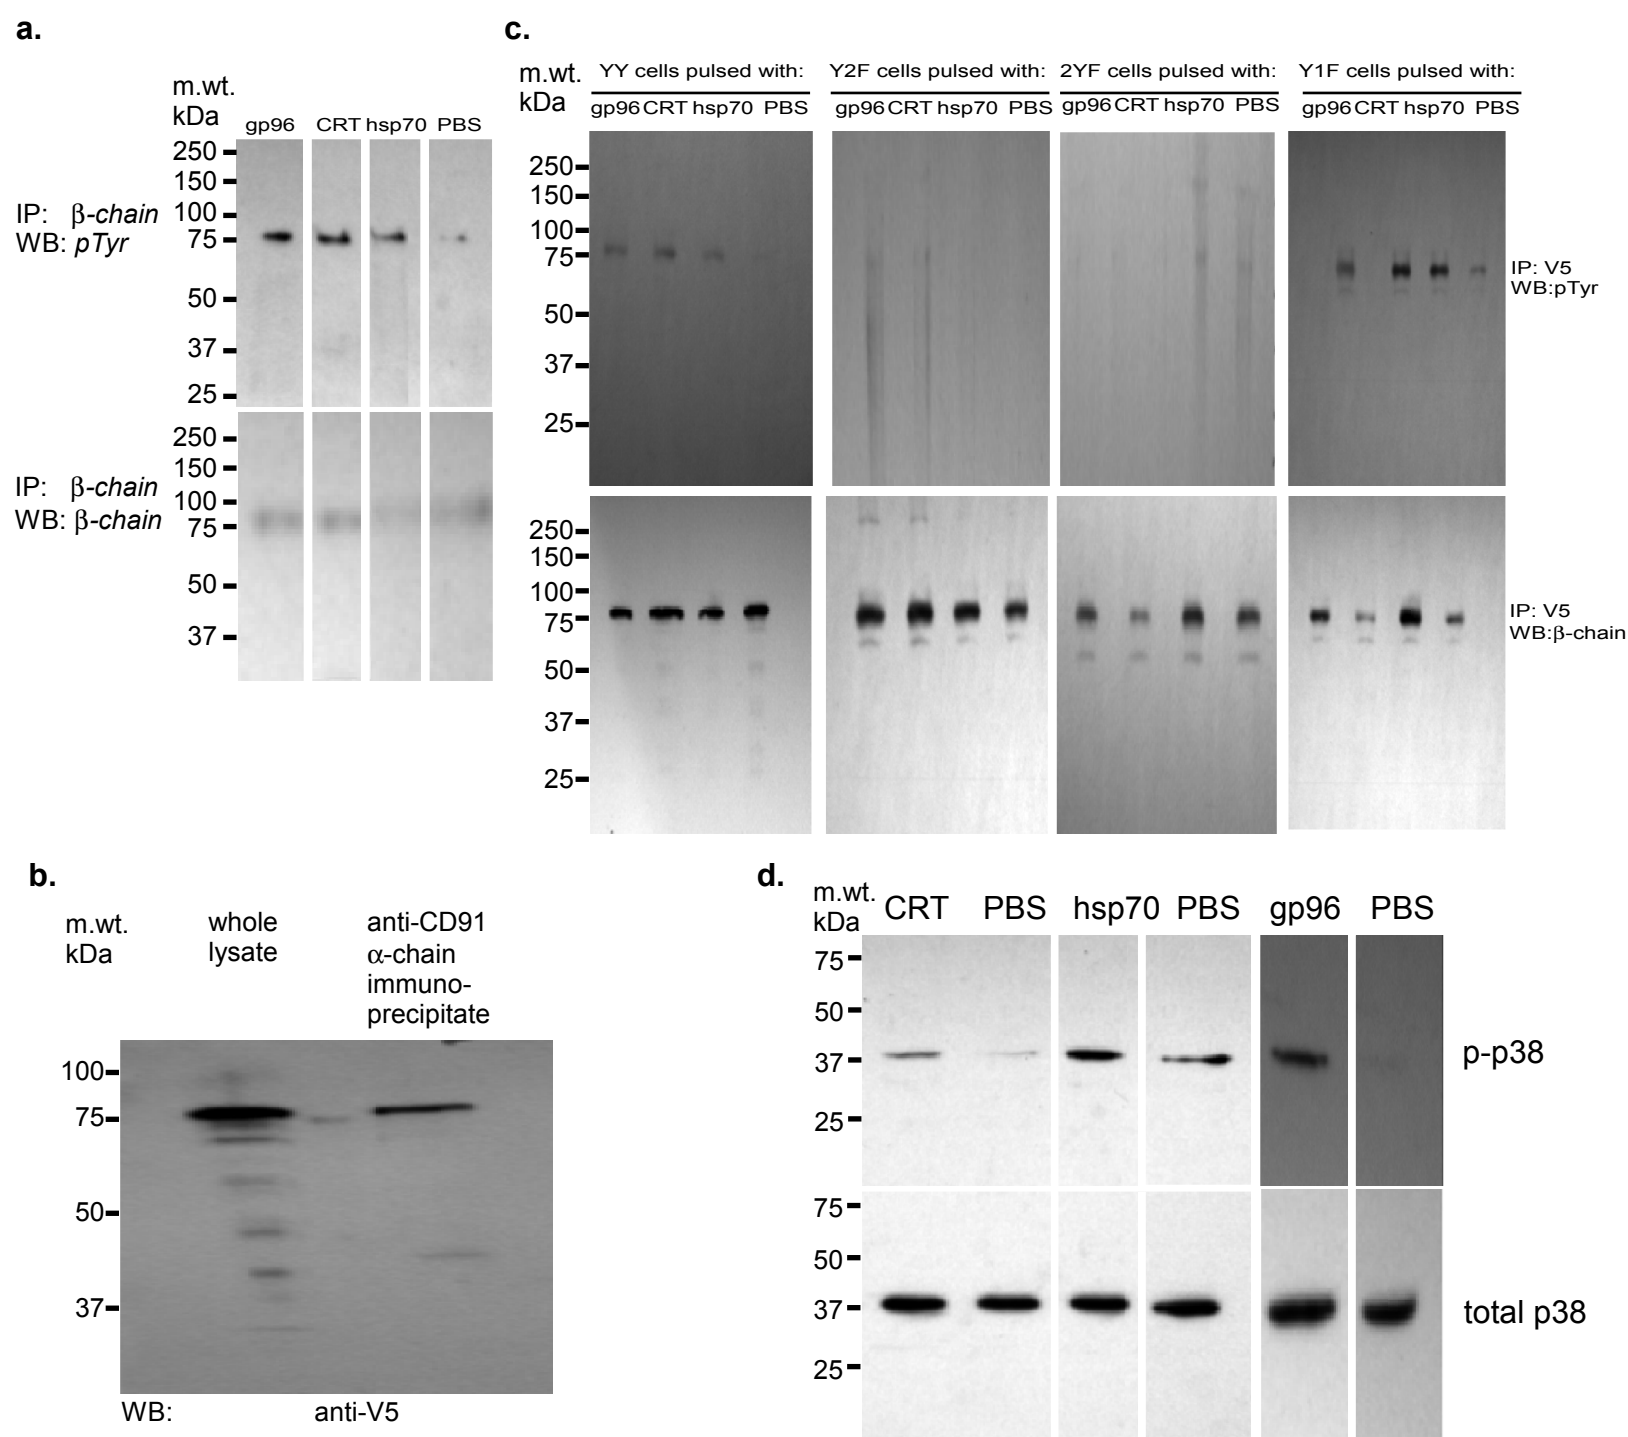 a.
m.wt.
kDa
gp96 CRT hsp70 PBS
250
150
100
75
50
37
25
IP: β-chain
WB: pTyr
250
150
100
75
50
37
IP: β-chain
WB: β-chain
c.
m.wt.
kDa
YY cells pulsed with:
gp96 CRT hsp70 PBS
Y2F cells pulsed with:
gp96 CRT hsp70 PBS
2YF cells pulsed with:
gp96 CRT hsp70 PBS
Y1F cells pulsed with:
gp96 CRT hsp70 PBS
250
150
100
75
50
37
25
IP: V5
WB:pTyr
250
150
100
75
50
37
25
IP: V5
WB:β-chain
b.
m.wt.
kDa
whole
lysate
anti-CD91
α-chain
immuno-
precipitate
100
75
50
37
WB: anti-V5
d.
m.wt.
kDa
CRT PBS hsp70 PBS gp96 PBS
75
50
37
25
p-p38
75
50
37
25
total p38